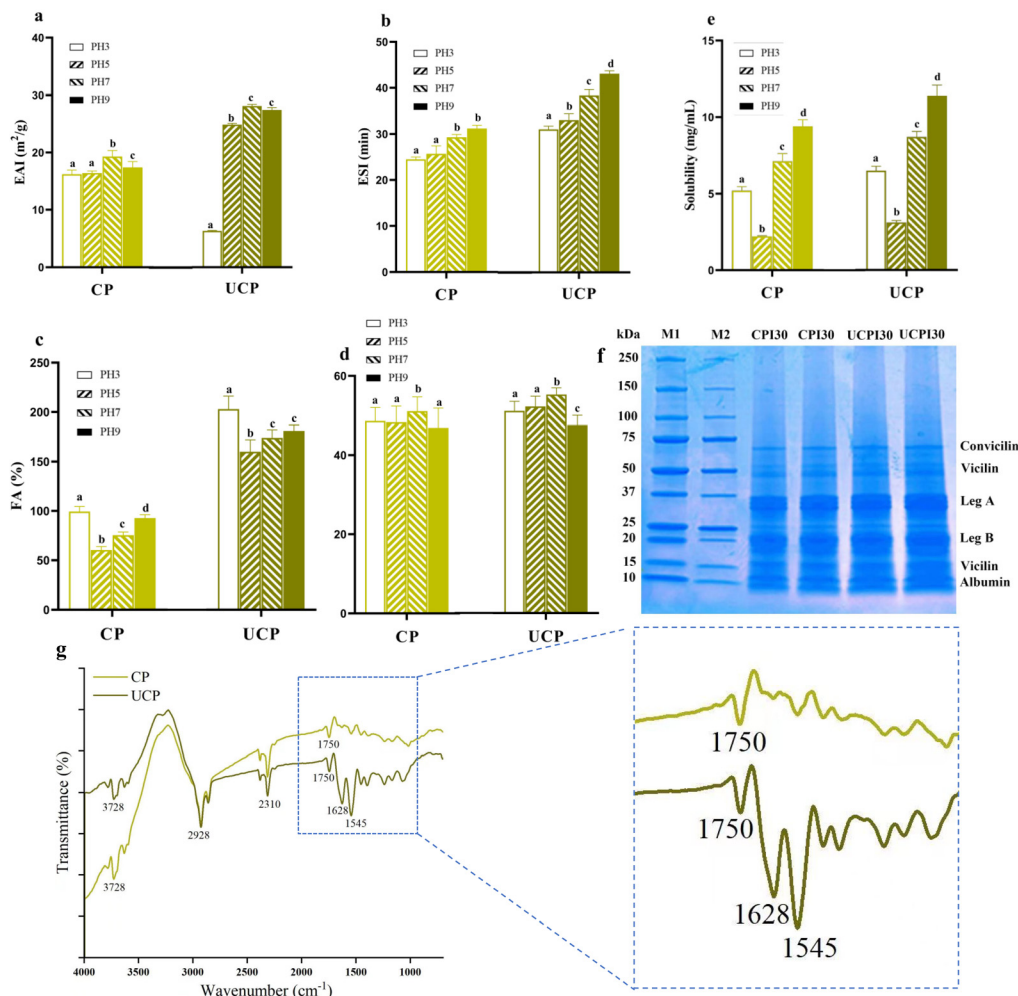 a
PH3
PH5
PH7
PH9
EAI (m²/g)
40
30
20
10
0
a a b c
a b c c
CP UCP
b
PH3
PH5
PH7
PH9
ESI (min)
50
40
30
20
10
0
a a b b
a b c d
CP UCP
e
PH3
PH5
PH7
PH9
Solubility (mg/mL)
15
10
5
0
a b c d
a b c d
CP UCP
c
PH3
PH5
PH7
PH9
FA (%)
250
200
150
100
50
0
a b c d
a b c c
CP UCP
d
PH3
PH5
PH7
PH9
60
40
20
0
a a b a
a a b c
CP UCP
f
kDa M1 M2 CPI30 CPI30 UCPI30 UCPI30
250
150
100
75
50
37
25
20
15
10
Convicilin
Vicilin
Leg A
Leg B
Vicilin
Albumin
g
CP
UCP
Transmittance (%)
3728
3728
2928
2310
1750
1750
1628
1545
4000 3500 3000 2500 2000 1500 1000
Wavenumber (cm⁻¹)
1750
1750
1628
1545